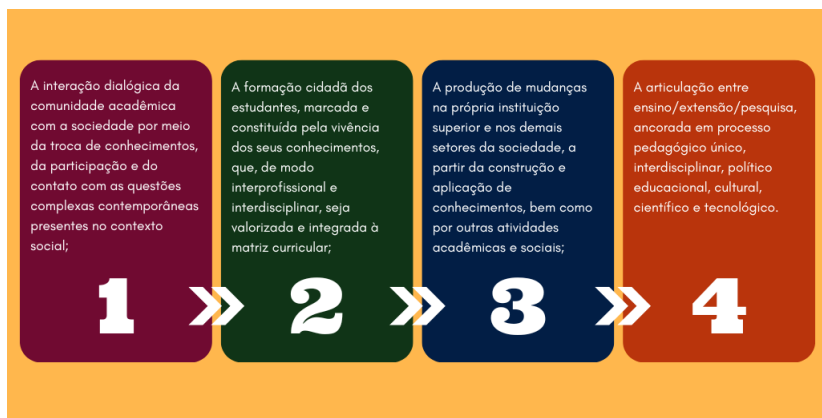 A interação dialógica da
comunidade acadêmica
com a sociedade por meio
da troca de conhecimentos,
da participação e do
contato com as questões
complexas contemporâneas
presentes no contexto
social;
1
A formação cidadã dos
estudantes, marcada e
constituída pela vivência
dos seus conhecimentos,
que, de modo
interprofissional e
interdisciplinar, seja
valorizada e integrada à
matriz curricular;
2
A produção de mudanças
na própria instituição
superior e nos demais
setores da sociedade, a
partir da construção e
aplicação de
conhecimentos, bem como
por outras atividades
acadêmicas e sociais;
3
A articulação entre
ensino/extensão/pesquisa,
ancorada em processo
pedagógico único,
interdisciplinar, político
educacional, cultural,
científico e tecnológico.
4